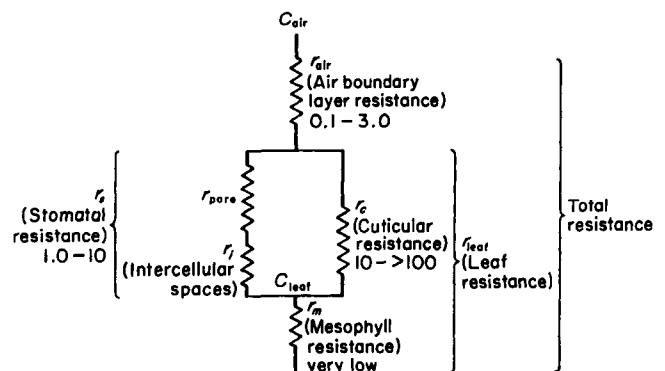 C_air
r_air
(Air boundary
layer resistance)
0.1 – 3.0
r_s
(Stomatal
resistance)
1.0 – 10
r_pore
r_i
(Intercellular
spaces)
r_c
(Cuticular
resistance)
10 – >100
r_leaf
(Leaf
resistance)
Total
resistance
C_leaf
r_m
(Mesophyll
resistance)
very low